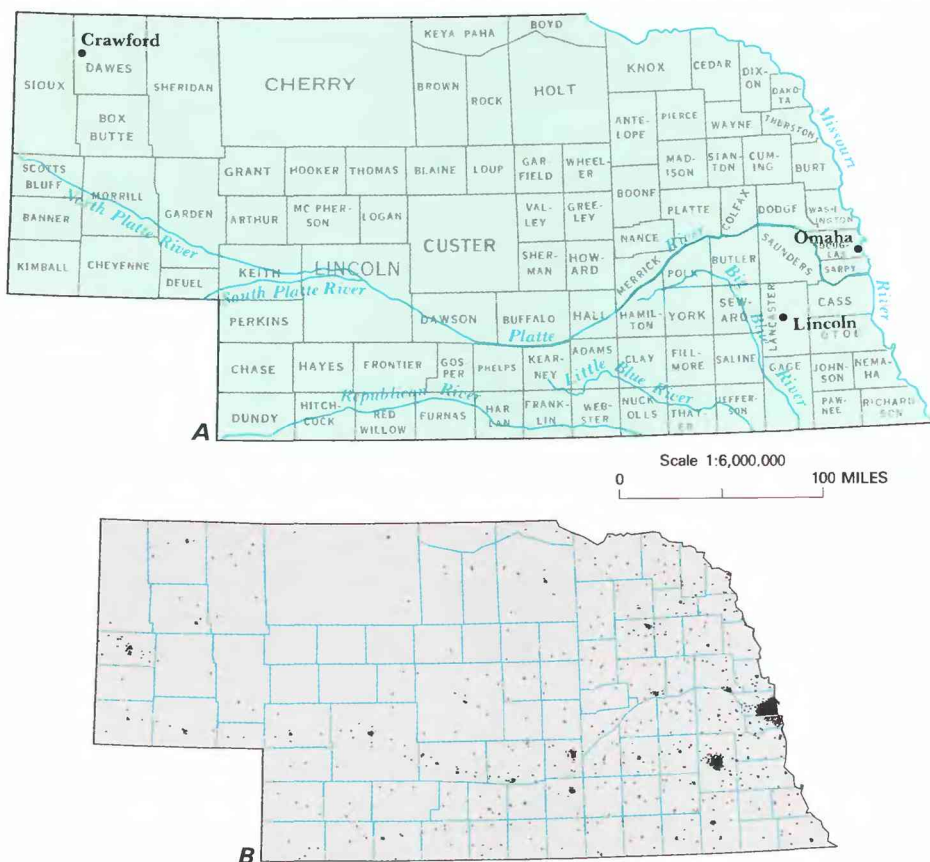 Crawford
DAWES
SIOUX
SHERIDAN
BOX
BUTTE
CHERRY
KEYA PAHA
BOYD
BROWN
ROCK
HOLT
KNOX
CEDAR
DIX-
ON
DAKO-
TA
ANTE-
LOPE
PIERCE
WAYNE
THURSTON
Missouri
SCOTTS
BLUFF
MORRILL
North Platte River
BANNER
GARDEN
KIMBALL
CHEYENNE
DEUEL
GRANT
HOOKER
THOMAS
BLAINE
LOUP
GAR-
FIELD
WHEEL-
ER
BOONE
MAD-
ISON
STAN-
TON
CUM-
ING
BURT
ARTHUR
MC PHER-
SON
LOGAN
CUSTER
VAL-
LEY
GREE-
LEY
NANCE
PLATTE
COLFAX
DODGE
WASH-
INGTON
KEITH
LINCOLN
South Platte River
SHER-
MAN
HOW-
ARD
MERRICK
River
POLK
BUTLER
SAUNDERS
Omaha
DOUG-
LAS
SARPY
River
PERKINS
DAWSON
BUFFALO
Platte
HALL
HAMIL-
TON
YORK
SEW-
ARD
Big Blue
River
LANCASTER
Lincoln
CASS
OTOE
CHASE
HAYES
FRONTIER
GOS-
PER
PHELPS
KEAR-
NEY
ADAMS
CLAY
FILL-
MORE
SALINE
GAGE
JOHN-
SON
NEMA-
HA
Little Blue River
Republican River
DUNDY
HITCH-
COCK
RED
WILLOW
FURNAS
HAR-
LAN
FRANK-
LIN
WEB-
STER
NUCK
OLLS
THAY-
ER
JEFFER-
SON
PAW-
NEE
RICHARD
SON
A
Scale 1:6,000,000
0 100 MILES
B